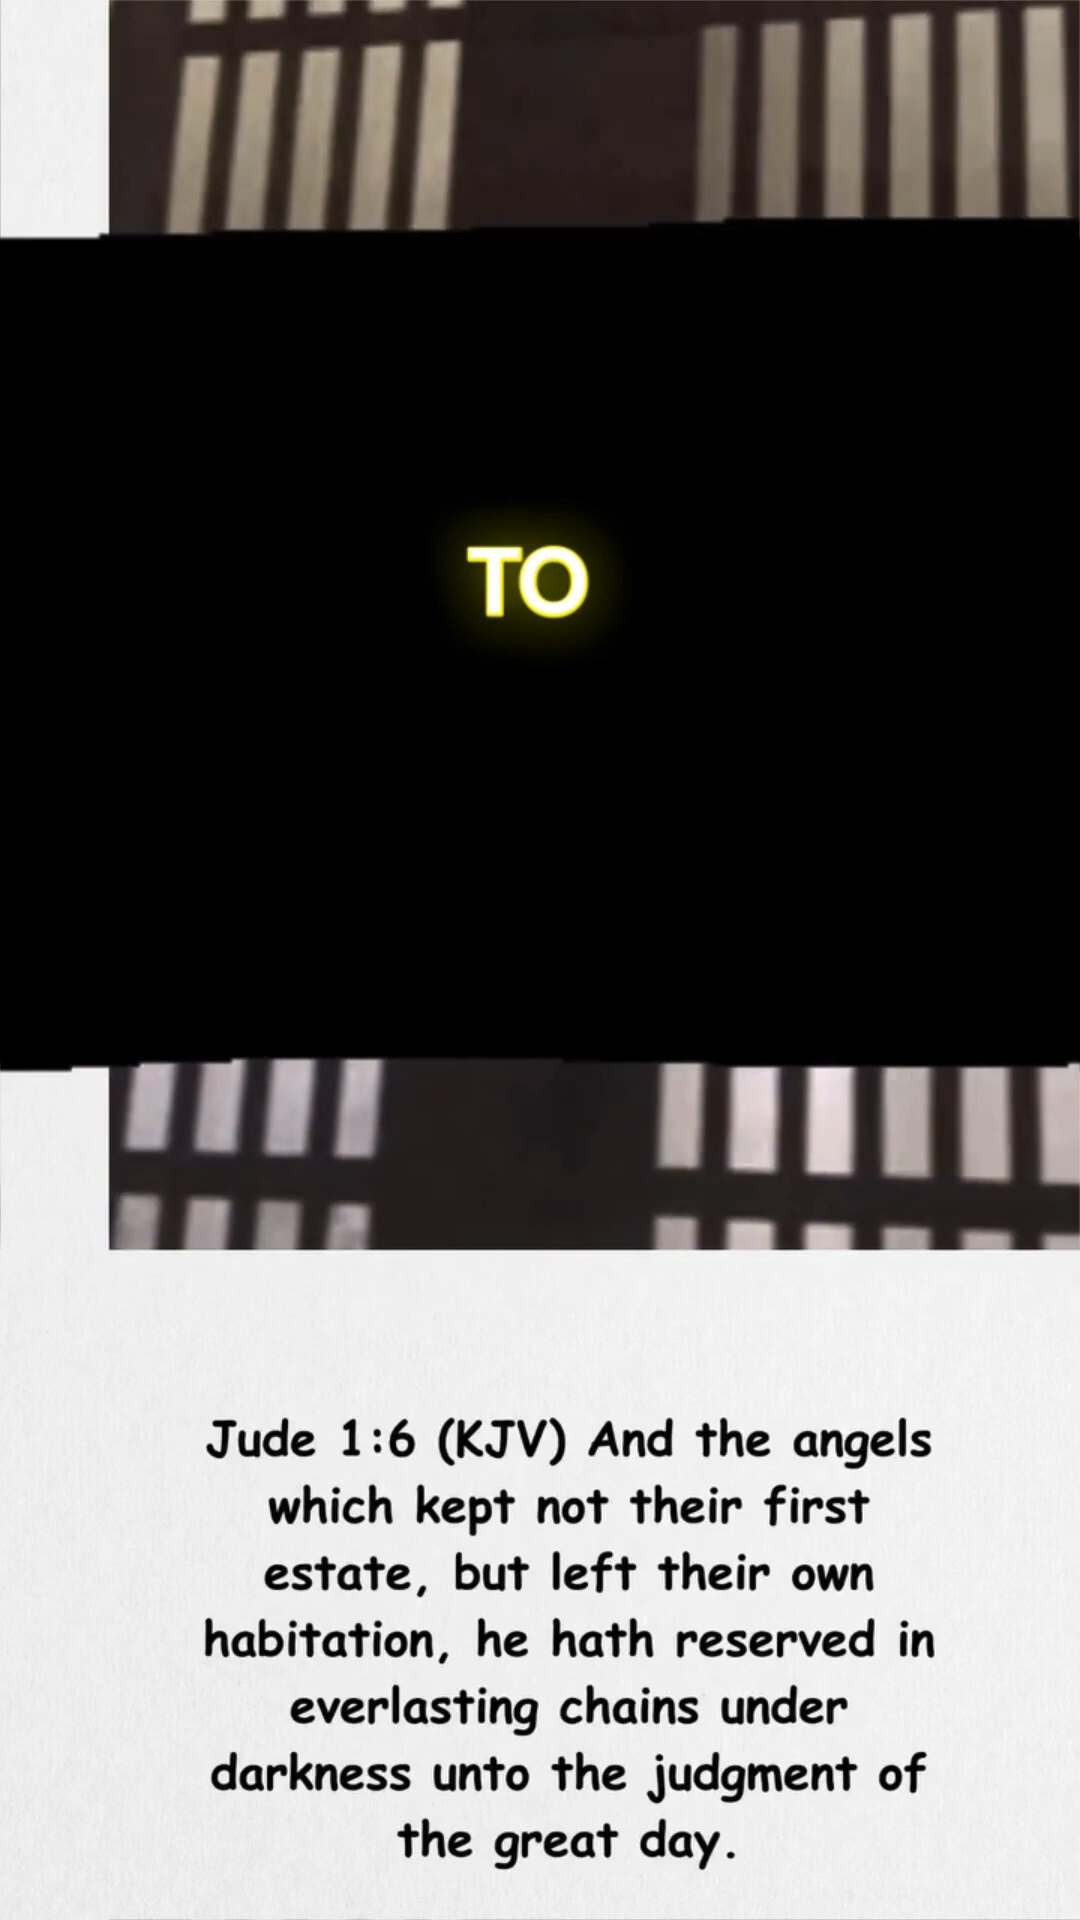 TO
Jude 1:6 (KJV) And the angels
which kept not their first
estate, but left their own
habitation, he hath reserved in
everlasting chains under
darkness unto the judgment of
the great day.